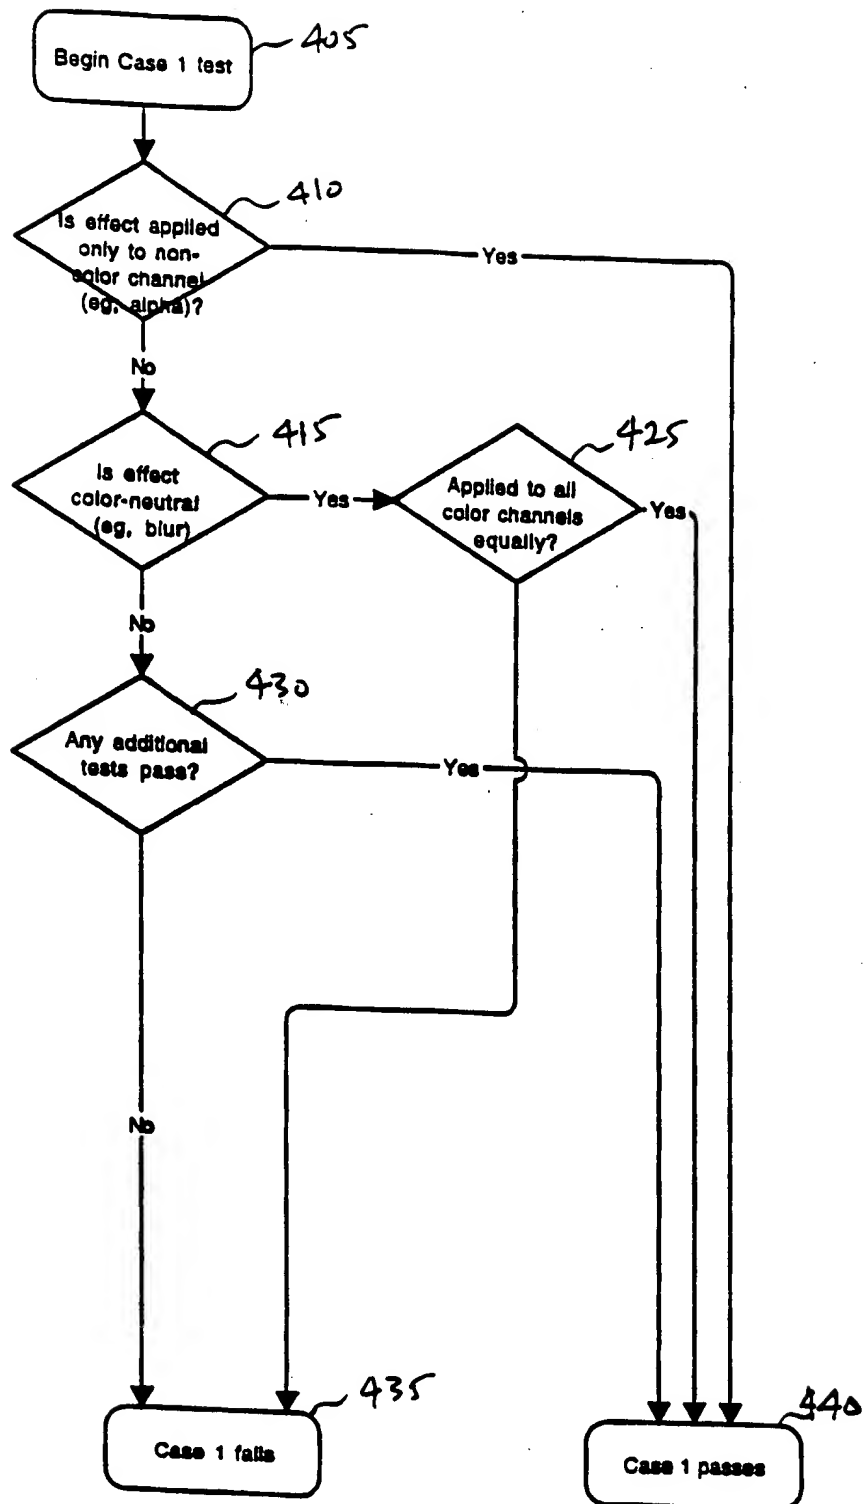 Begin Case 1 test
405
410
Is effect applied
only to non-
color channel
(eg, alpha)?
Yes
No
415
425
Is effect
color-neutral
(eg, blur)
Yes
Applied to all
color channels
equally?
Yes
No
430
Any additional
tests pass?
Yes
No
435
440
Case 1 fails
Case 1 passes